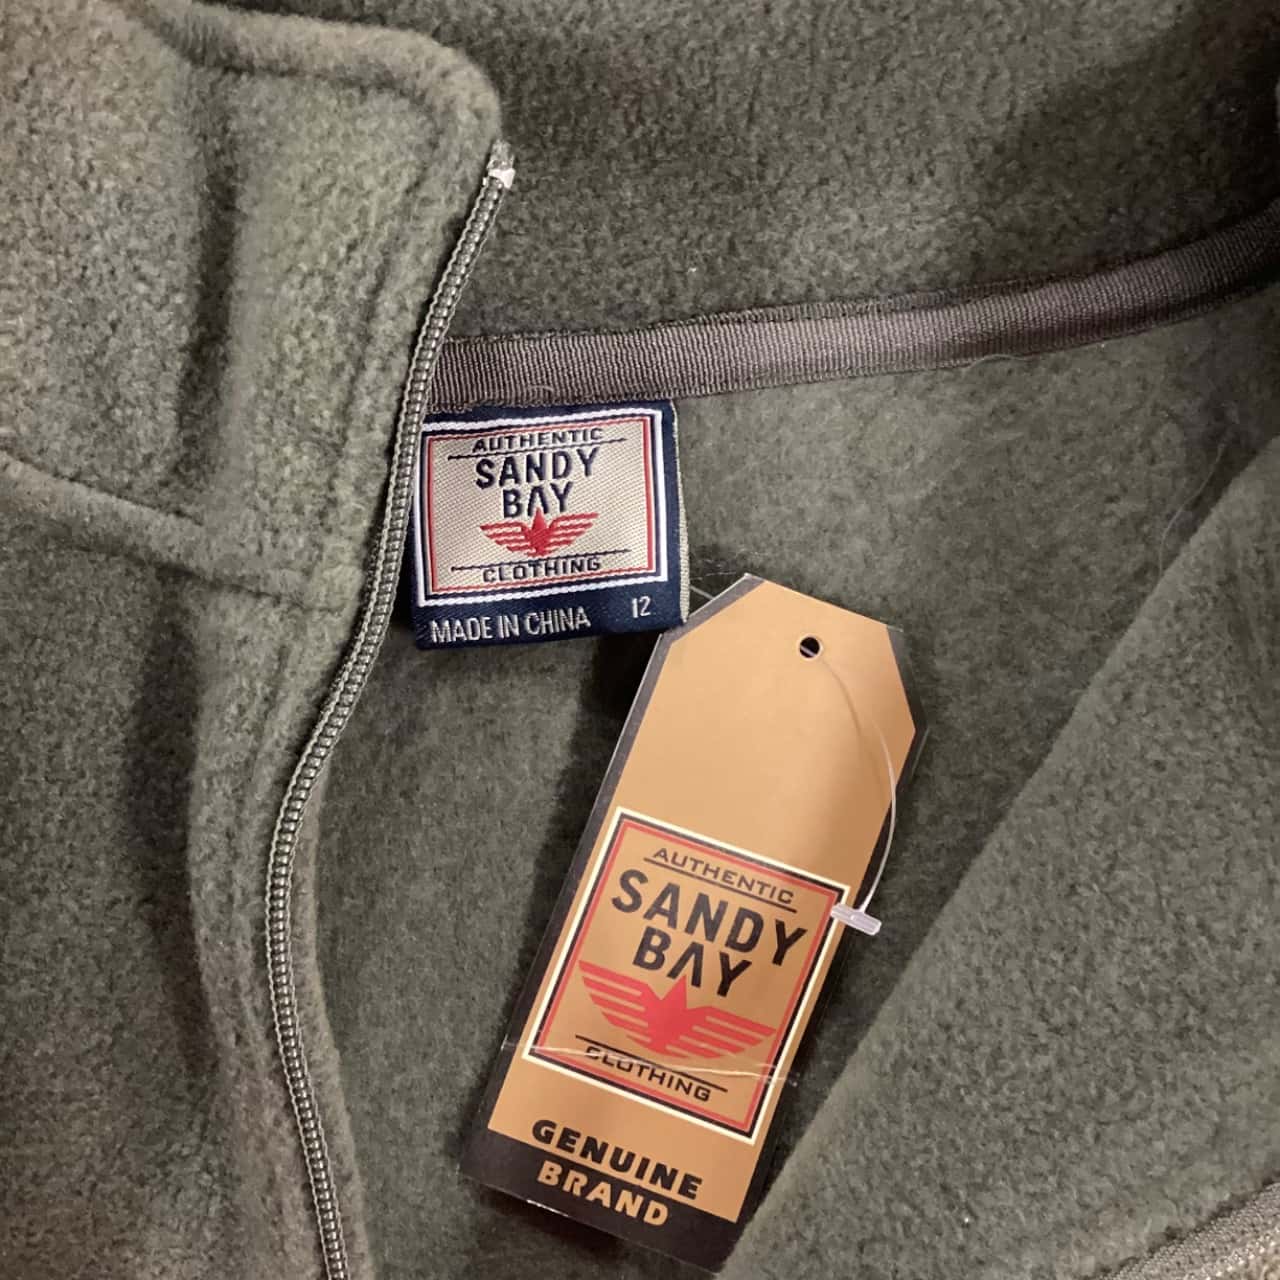 AUTHENTIC
SANDY
BAY
CLOTHING
MADE IN CHINA 12
AUTHENTIC
SANDY
BAY
CLOTHING
GENUINE
BRAND